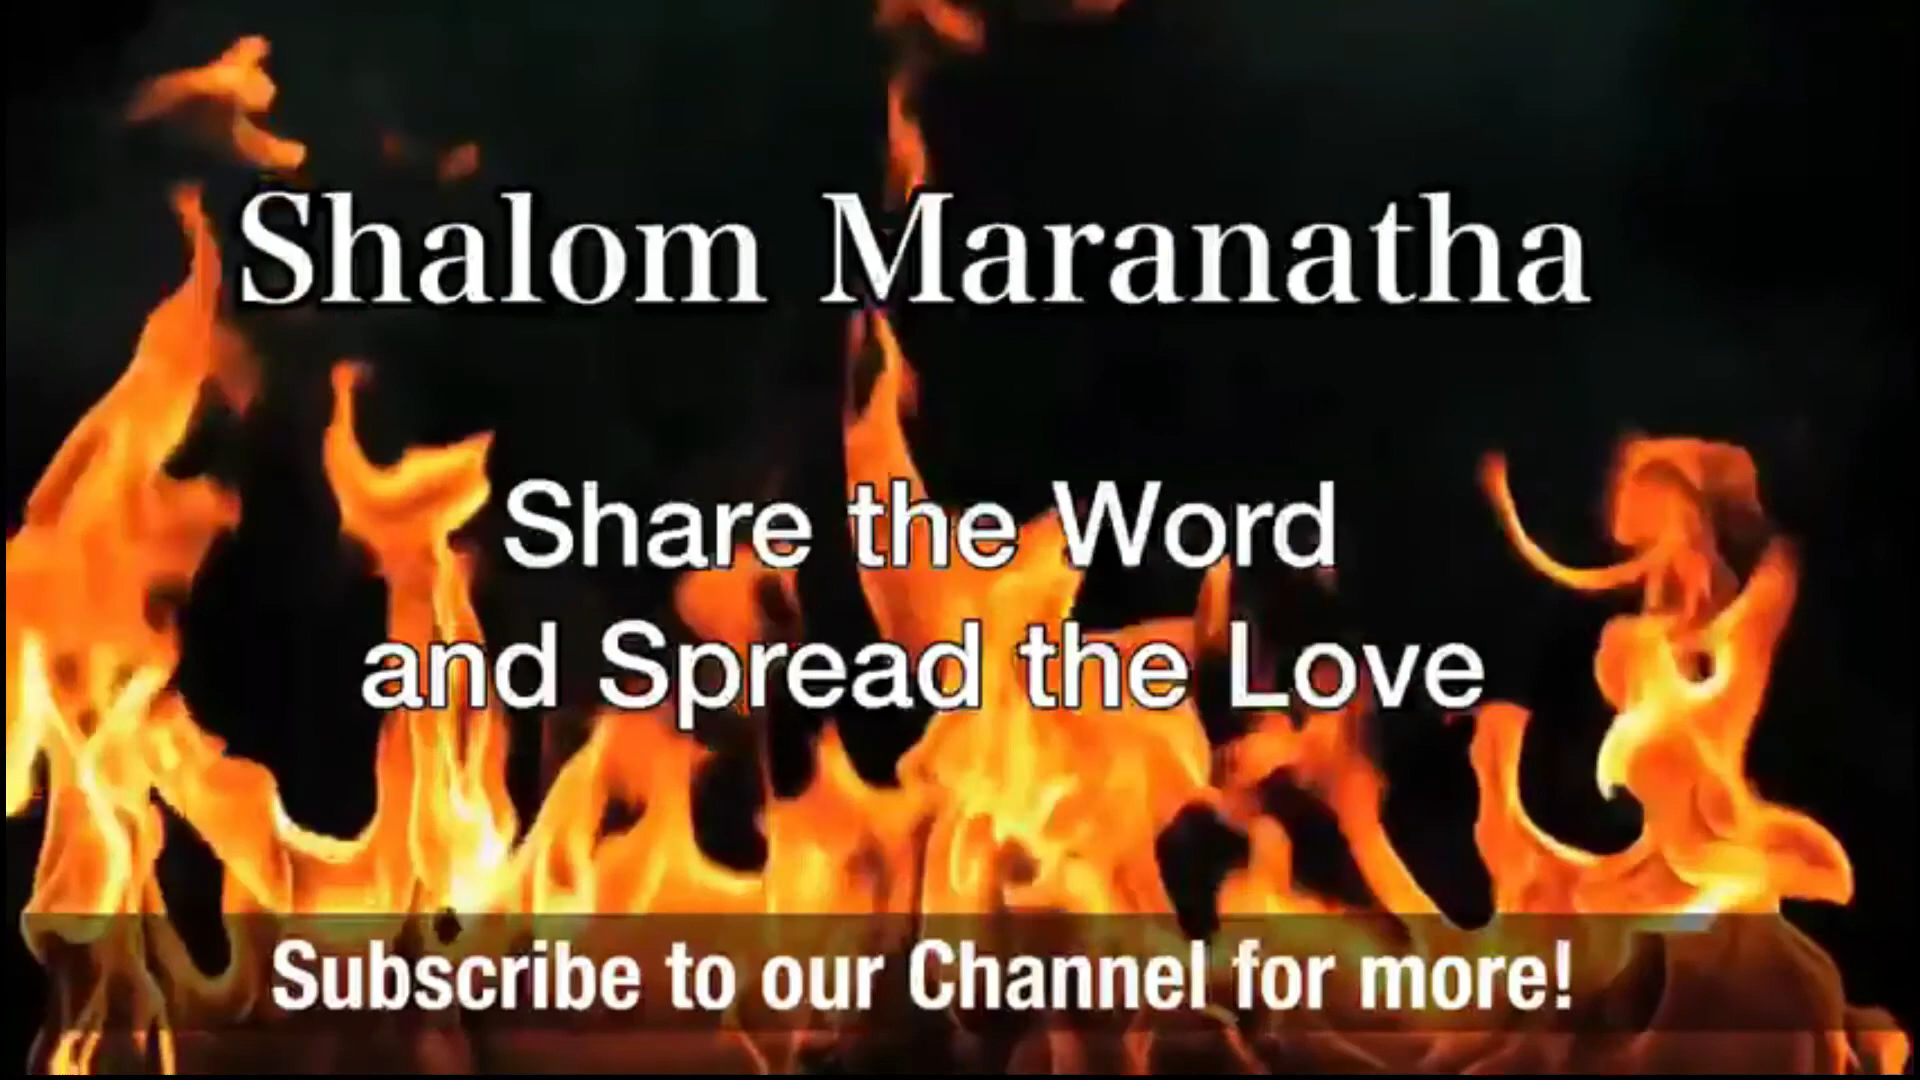 Shalom Maranatha
Share the Word
and Spread the Love
Subscribe to our Channel for more!